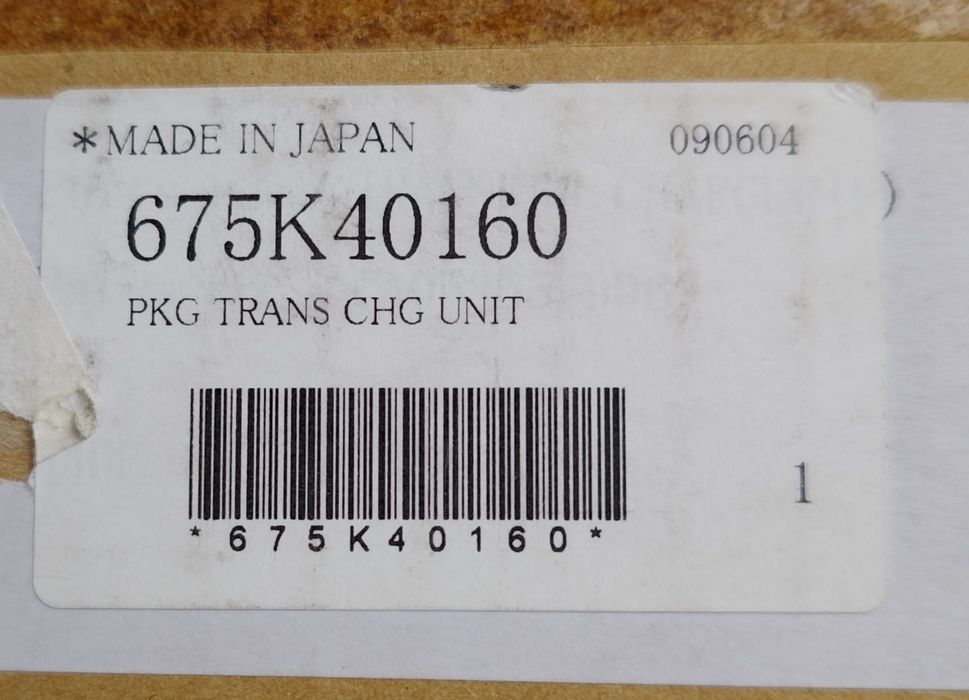 *MADE IN JAPAN 090604
675K40160
PKG TRANS CHG UNIT
1
*675K40160*